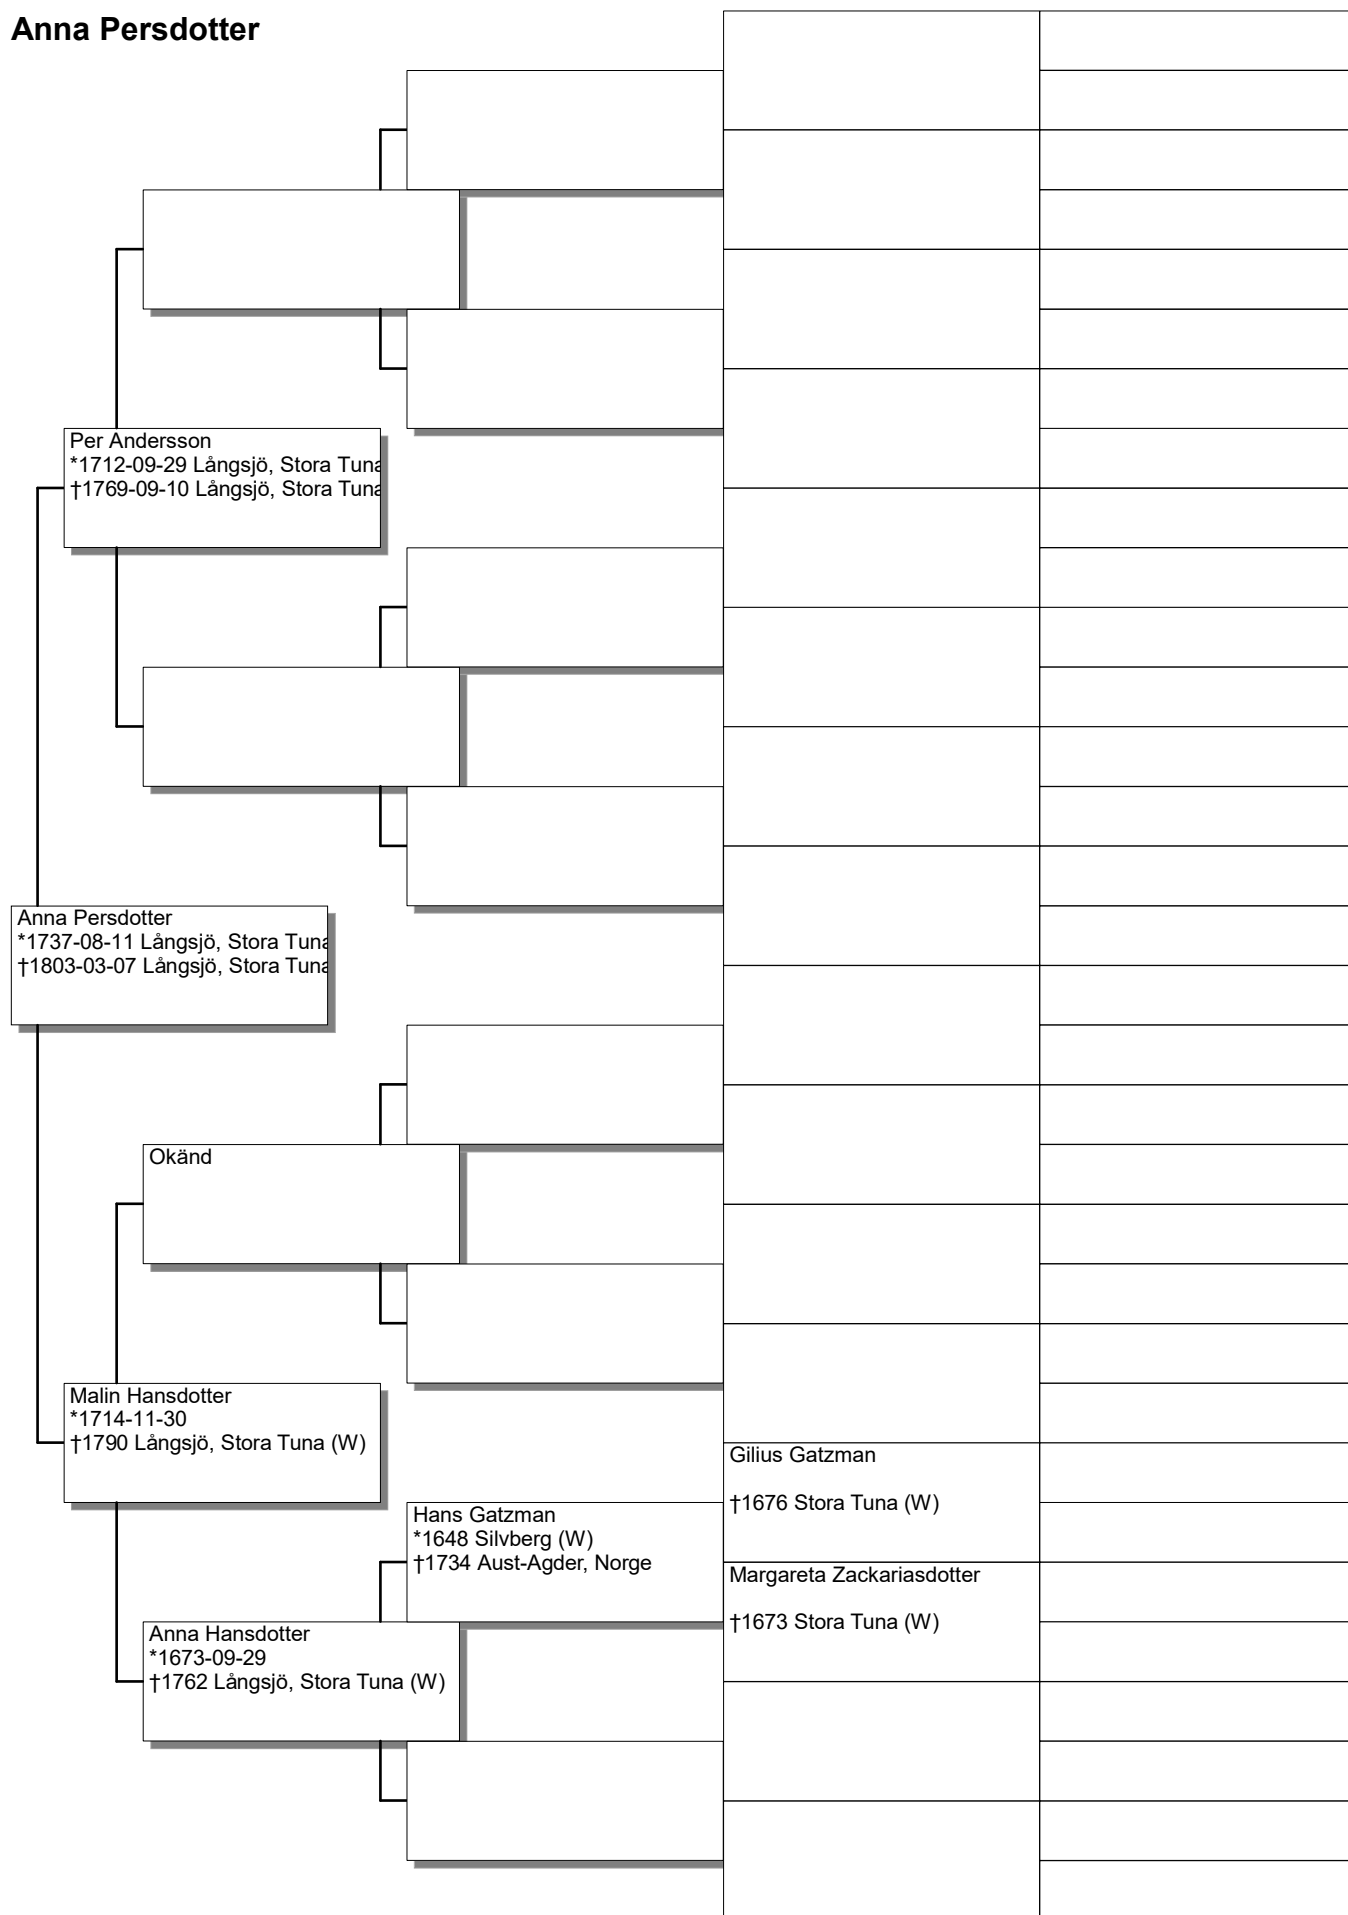 Anna Persdotter
Per Andersson
*1712-09-29 Långsjö, Stora Tuna
†1769-09-10 Långsjö, Stora Tuna
Anna Persdotter
*1737-08-11 Långsjö, Stora Tuna
†1803-03-07 Långsjö, Stora Tuna
Okänd
Malin Hansdotter
*1714-11-30
†1790 Långsjö, Stora Tuna (W)
Gilius Gatzman
†1676 Stora Tuna (W)
Hans Gatzman
*1648 Silvberg (W)
†1734 Aust-Agder, Norge
Margareta Zackariasdotter
†1673 Stora Tuna (W)
Anna Hansdotter
*1673-09-29
†1762 Långsjö, Stora Tuna (W)